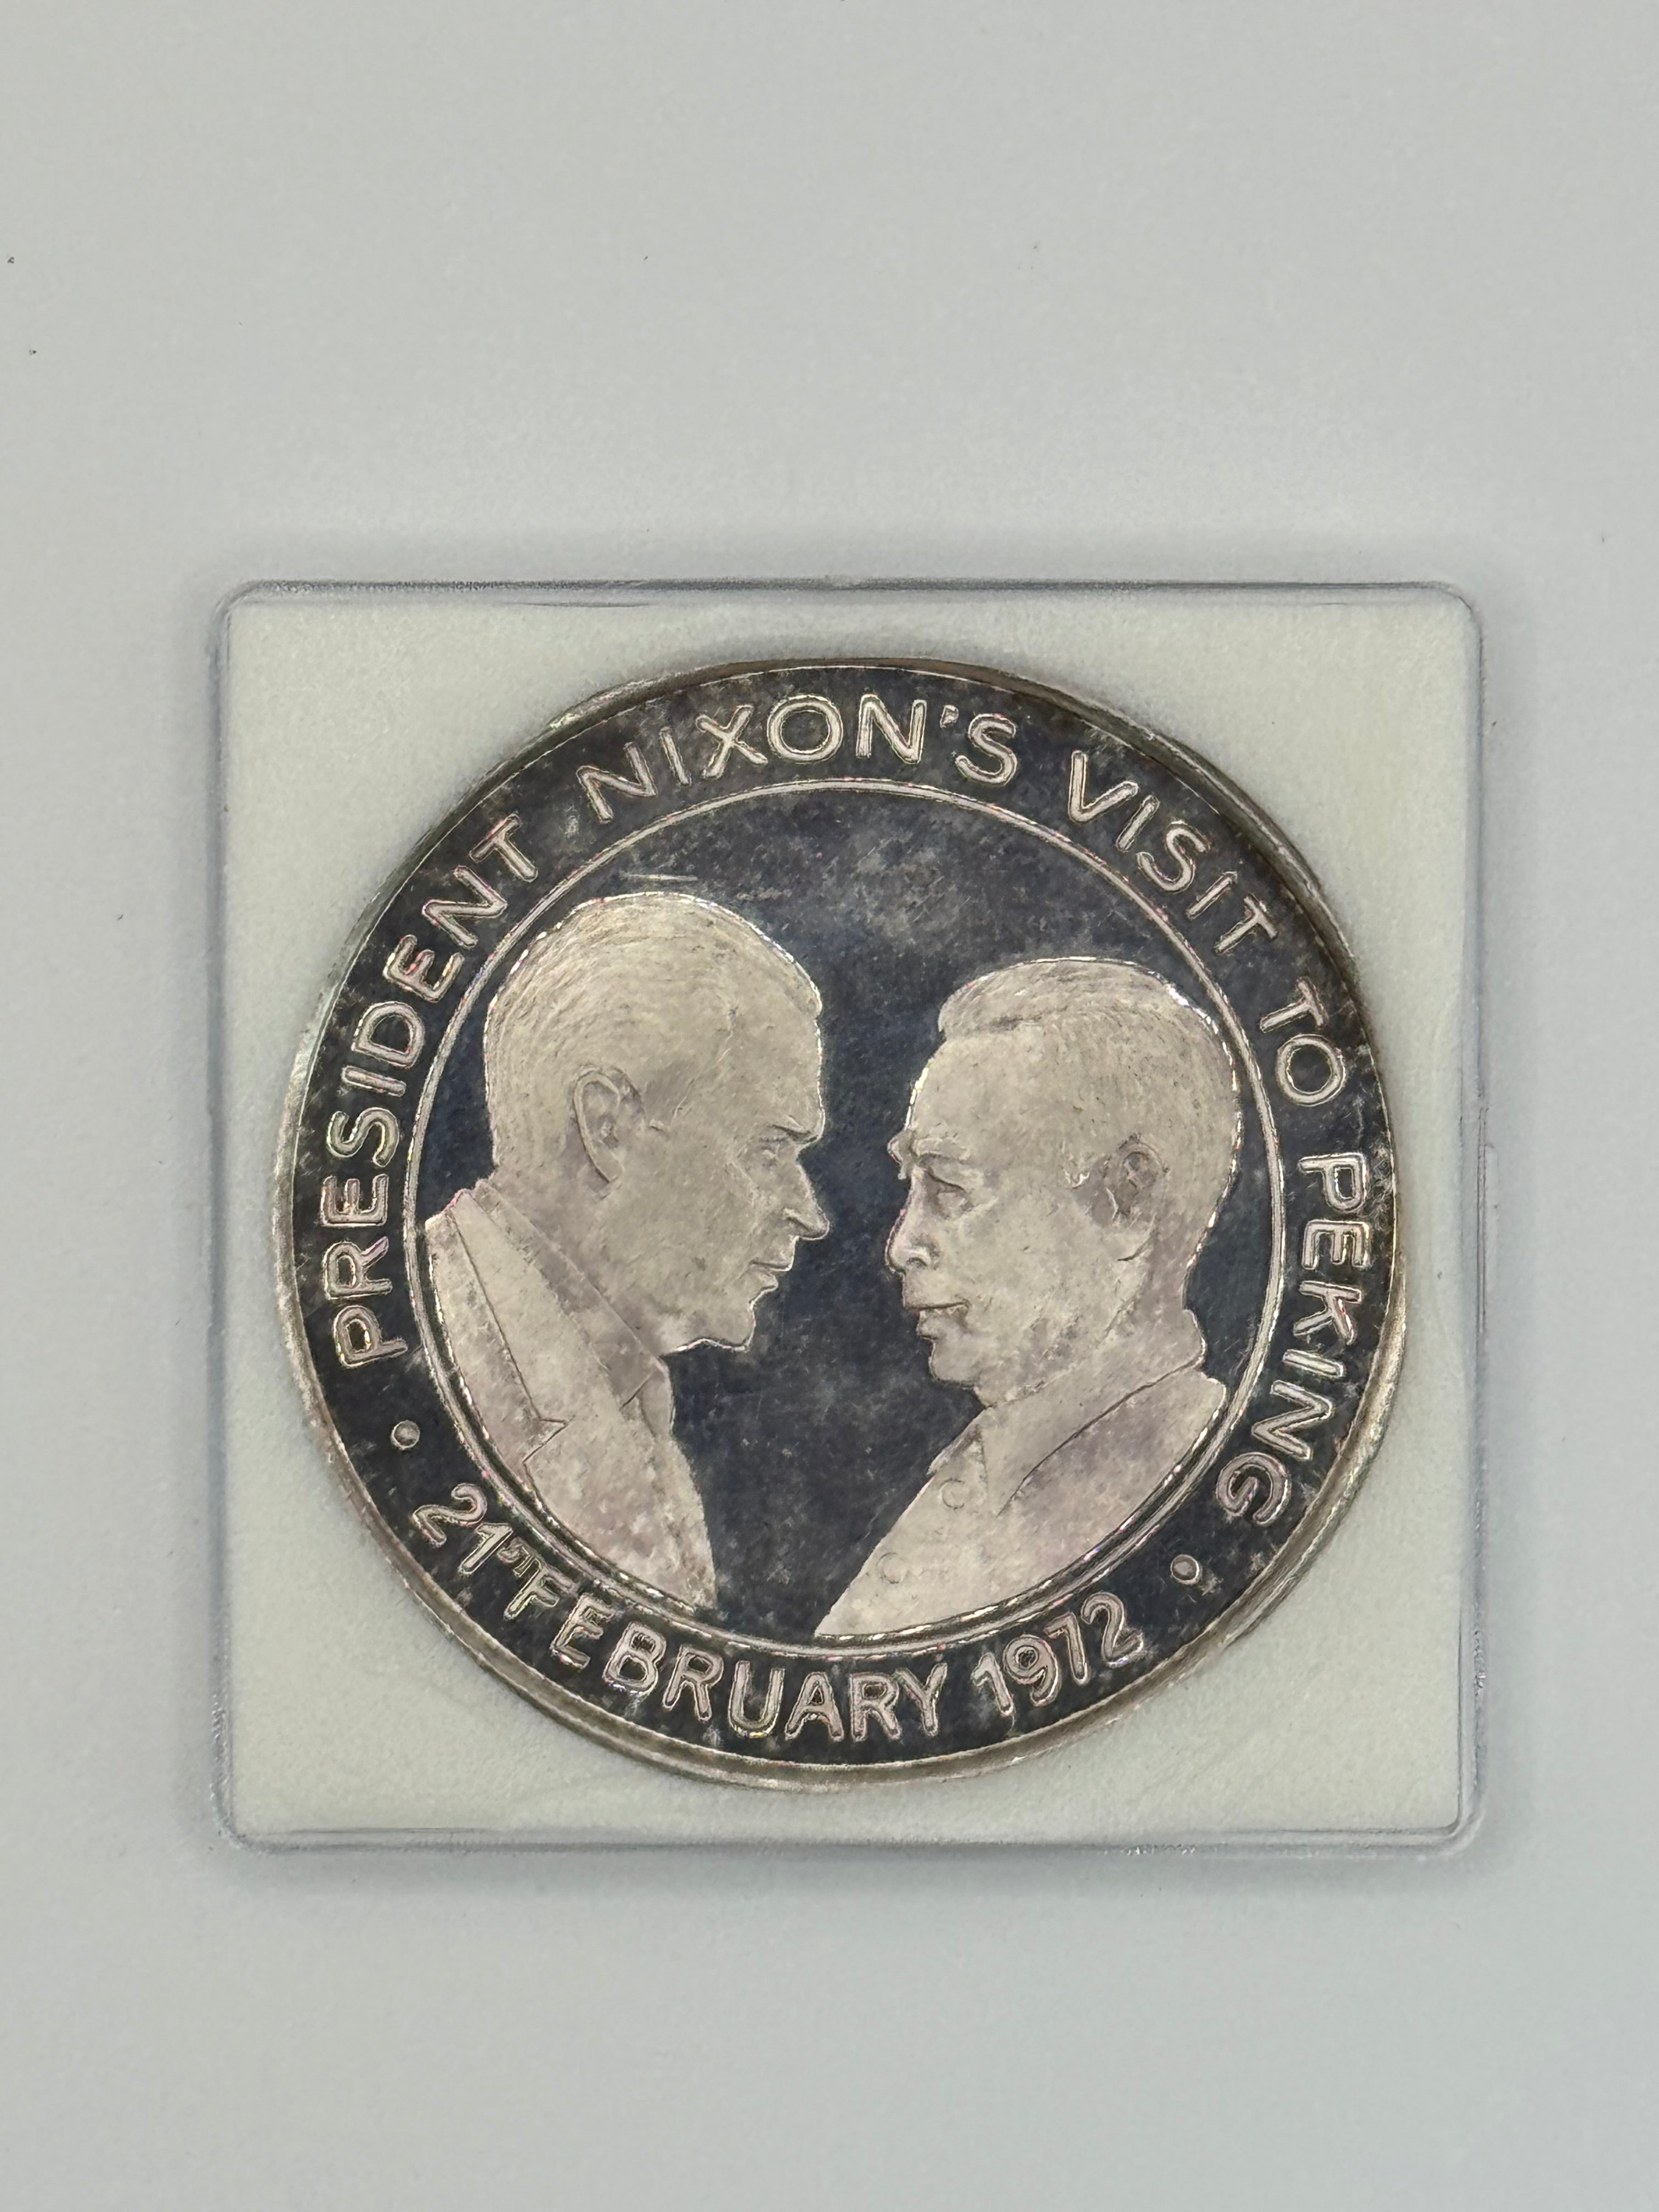 PRESIDENT NIXON'S VISIT TO PEKING
21ST FEBRUARY 1972